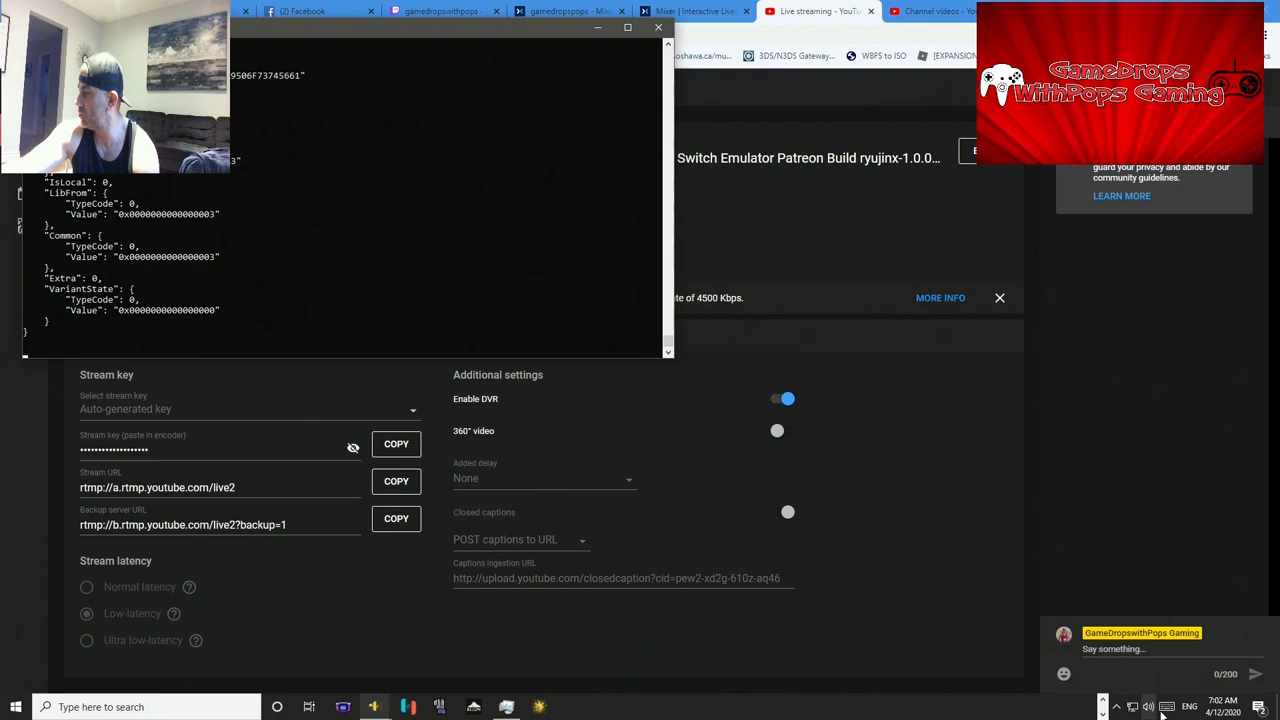 Facebook
gamedropswithpops -
gamedropspops - Mixe
Mixer | Interactive Live
Live streaming - YouTu
Channel videos - You
oshawa.ca/mu...
3DS/N3DS Gateway...
WBFS to ISO
[EXPANSION
GameDrops
WithPops Gaming
9506F73745661"
3"
},
"IsLocal": 0,
"LibFrom": {
"TypeCode": 0,
"Value": "0x0000000000000003"
},
"Common": {
"TypeCode": 0,
"Value": "0x0000000000000003"
},
"Extra": 0,
"VariantState": {
"TypeCode": 0,
"Value": "0x0000000000000000"
}
}
Switch Emulator Patreon Build ryujinx-1.0.0...
E
guard your privacy and abide by our
community guidelines.
LEARN MORE
te of 4500 Kbps.
MORE INFO
Stream key
Select stream key
Auto-generated key
Stream key (paste in encoder)
••••••••••••••••••
COPY
Stream URL
rtmp://a.rtmp.youtube.com/live2
COPY
Backup server URL
rtmp://b.rtmp.youtube.com/live2?backup=1
COPY
Stream latency
Normal latency
Low-latency
Ultra low-latency
Additional settings
Enable DVR
360° video
Added delay
None
Closed captions
POST captions to URL
Captions ingestion URL
http://upload.youtube.com/closedcaption?cid=pew2-xd2g-610z-aq46
GameDropswithPops Gaming
Say something...
0/200
Type here to search
ENG
7:02 AM
4/12/2020
2